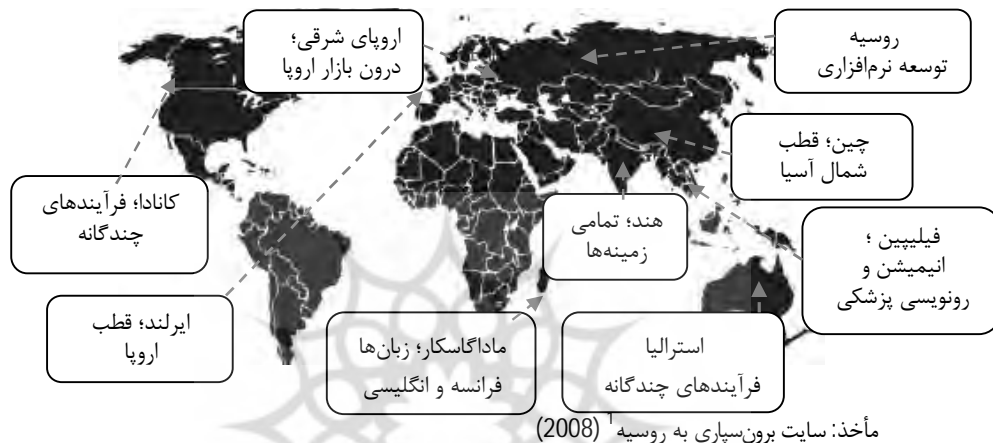 اروپای شرقی؛
درون بازار اروپا
روسیه
توسعه نرم‌افزاری
چین؛ قطب
شمال آسیا
کانادا؛ فرآیندهای
چندگانه
هند؛ تمامی
زمینه‌ها
فیلیپین ؛
انیمیشن و
رونویسی پزشکی
ایرلند؛ قطب
اروپا
ماداگاسکار؛ زبان‌ها
فرانسه و انگلیسی
استرالیا
فرآیندهای چندگانه
مأخذ: سایت برون‌سپاری به روسیه1 (2008)